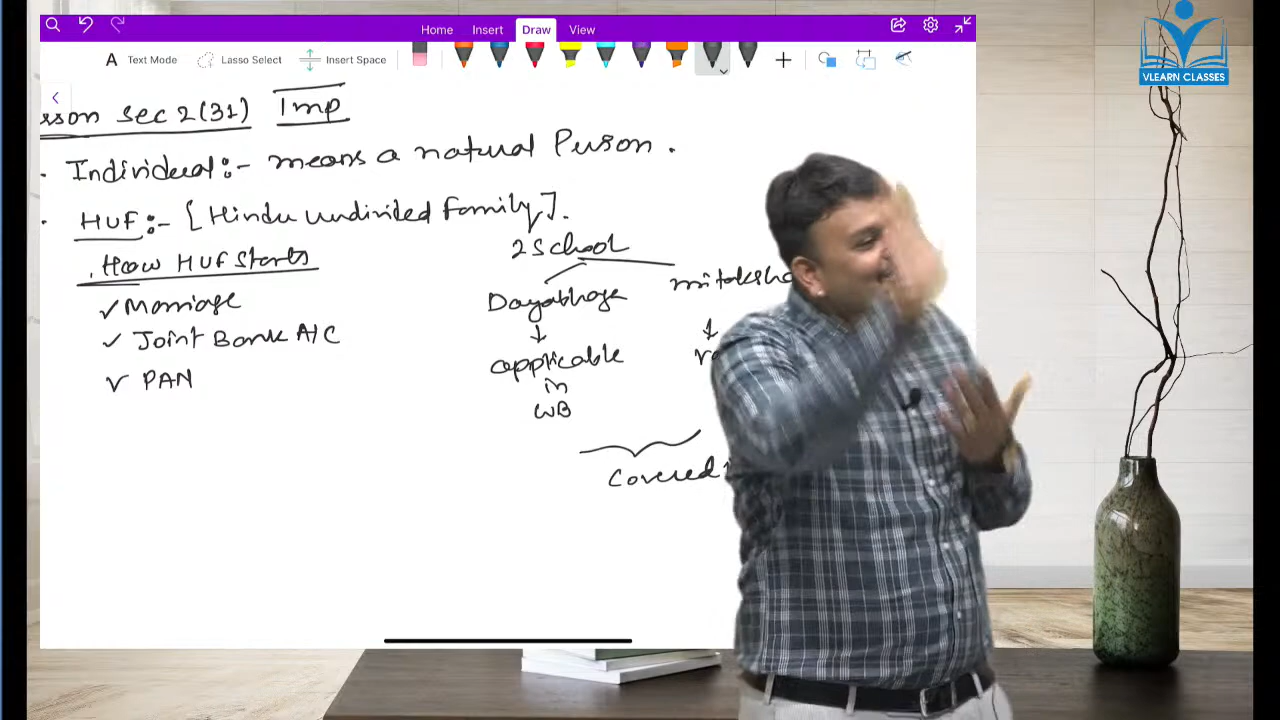 Home Insert Draw View
Text Mode Lasso Select Insert Space
VLEARN CLASSES
sec 2(31) Imp
Individual:- means a natural Person.
HUF:- [Hindu undivided family].
How HUF Starts
✓ Marriage
✓ Joint Bank A/C
✓ PAN
2 School
Dayabhaga
↓
applicable
in
WB
covered